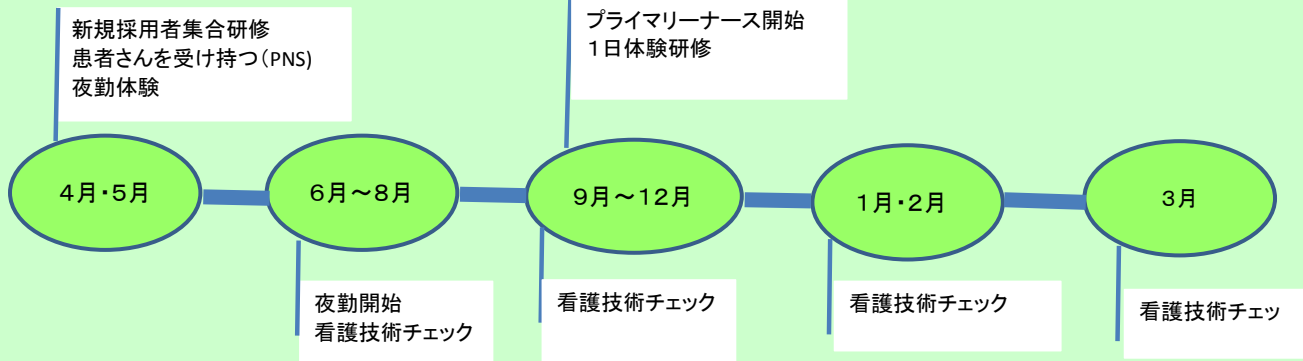 新規採用者集合研修
患者さんを受け持つ(PNS)
夜勤体験
プライマリーナース開始
１日体験研修
４月・５月
６月～８月
９月～１２月
１月・２月
３月
夜勤開始
看護技術チェック
看護技術チェック
看護技術チェック
看護技術チェッ